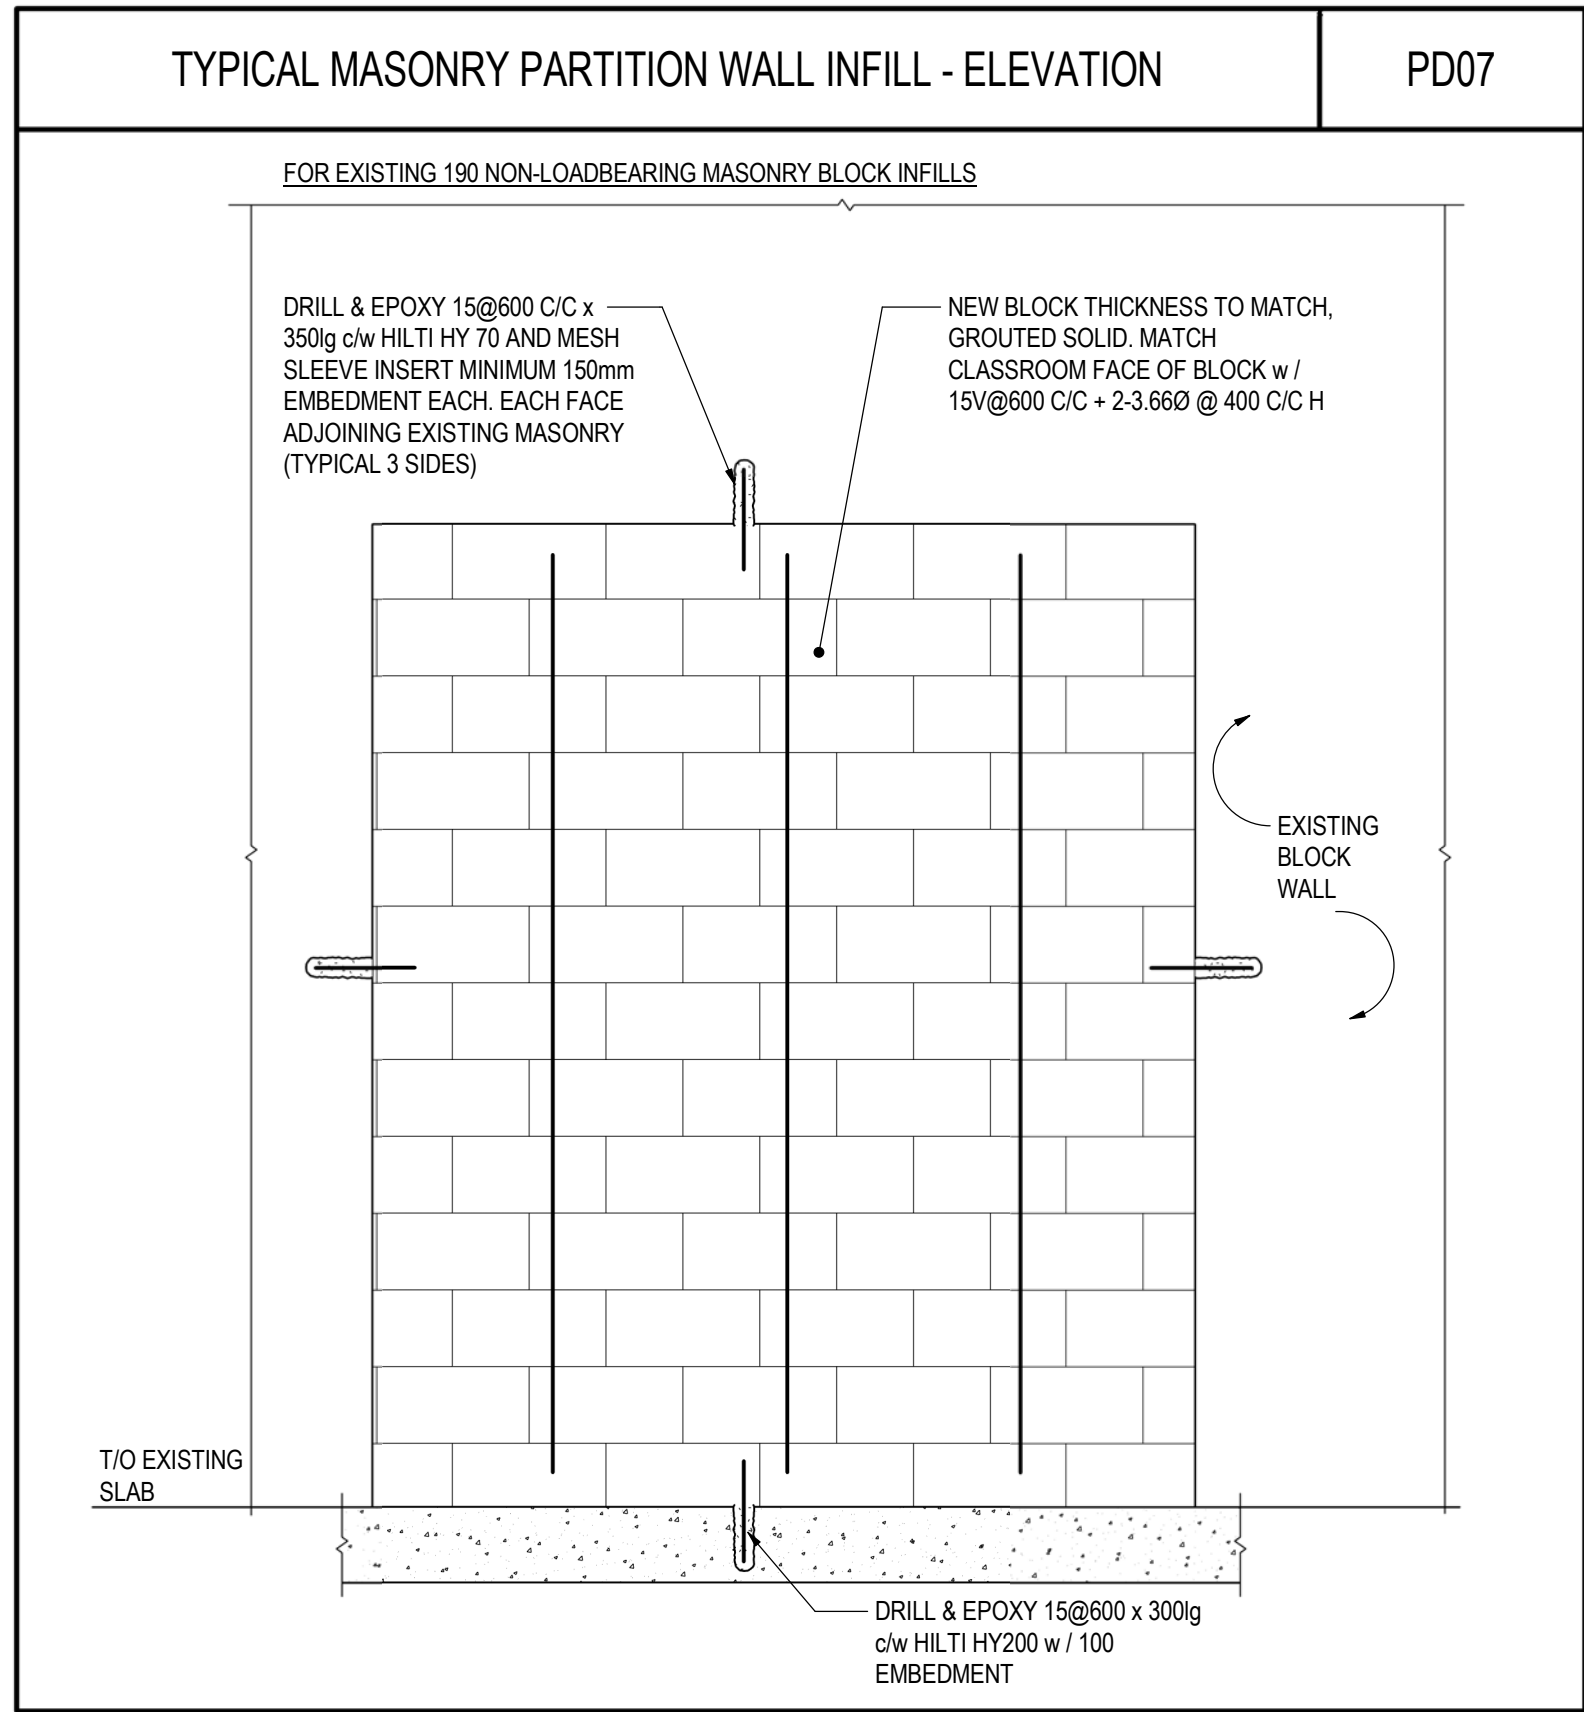 TYPICAL MASONRY PARTITION WALL INFILL - ELEVATION
PD07
FOR EXISTING 190 NON-LOADBEARING MASONRY BLOCK INFILLS
DRILL & EPOXY 15@600 C/C x
350lg c/w HILTI HY 70 AND MESH
SLEEVE INSERT MINIMUM 150mm
EMBEDMENT EACH. EACH FACE
ADJOINING EXISTING MASONRY
(TYPICAL 3 SIDES)
NEW BLOCK THICKNESS TO MATCH,
GROUTED SOLID. MATCH
CLASSROOM FACE OF BLOCK w /
15V@600 C/C + 2-3.66Ø @ 400 C/C H
EXISTING
BLOCK
WALL
T/O EXISTING
SLAB
DRILL & EPOXY 15@600 x 300lg
c/w HILTI HY200 w / 100
EMBEDMENT